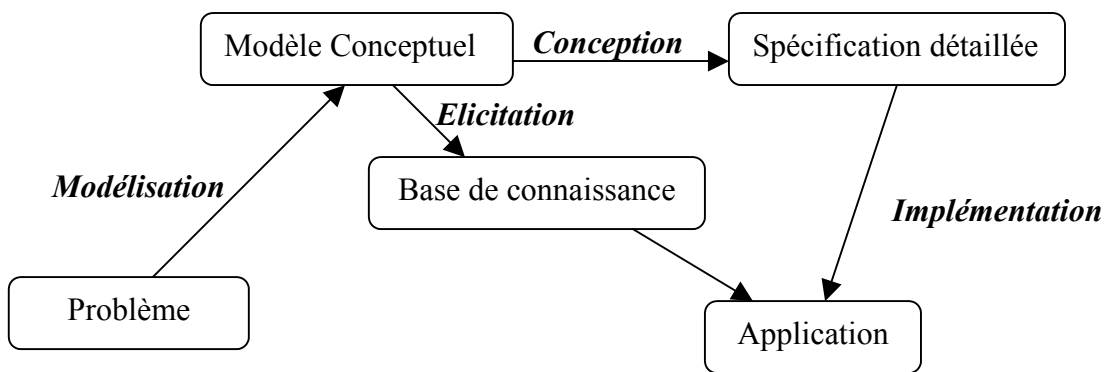 Modèle Conceptuel
Conception
Spécification détaillée
Elicitation
Modélisation
Base de connaissance
Implémentation
Problème
Application